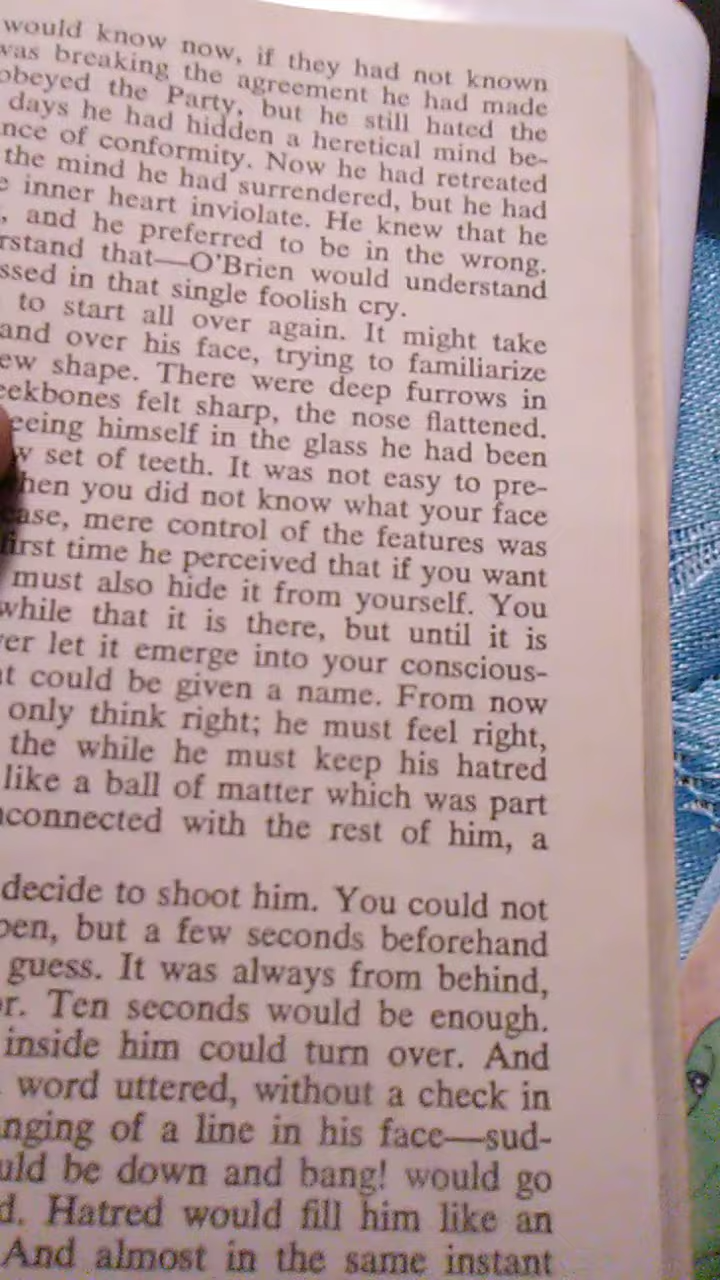 would know now, if they had not known
was breaking the agreement he had made
obeyed the Party, but he still hated the
days he had hidden a heretical mind be-
nce of conformity. Now he had retreated
the mind he had surrendered, but he had
e inner heart inviolate. He knew that he
, and he preferred to be in the wrong.
rstand that—O'Brien would understand
ssed in that single foolish cry.
to start all over again. It might take
and over his face, trying to familiarize
ew shape. There were deep furrows in
eekbones felt sharp, the nose flattened.
eeing himself in the glass he had been
w set of teeth. It was not easy to pre-
hen you did not know what your face
ase, mere control of the features was
first time he perceived that if you want
must also hide it from yourself. You
while that it is there, but until it is
er let it emerge into your conscious-
t could be given a name. From now
only think right; he must feel right,
the while he must keep his hatred
like a ball of matter which was part
nconnected with the rest of him, a
decide to shoot him. You could not
pen, but a few seconds beforehand
guess. It was always from behind,
or. Ten seconds would be enough.
inside him could turn over. And
word uttered, without a check in
nging of a line in his face—sud-
uld be down and bang! would go
d. Hatred would fill him like an
And almost in the same instant